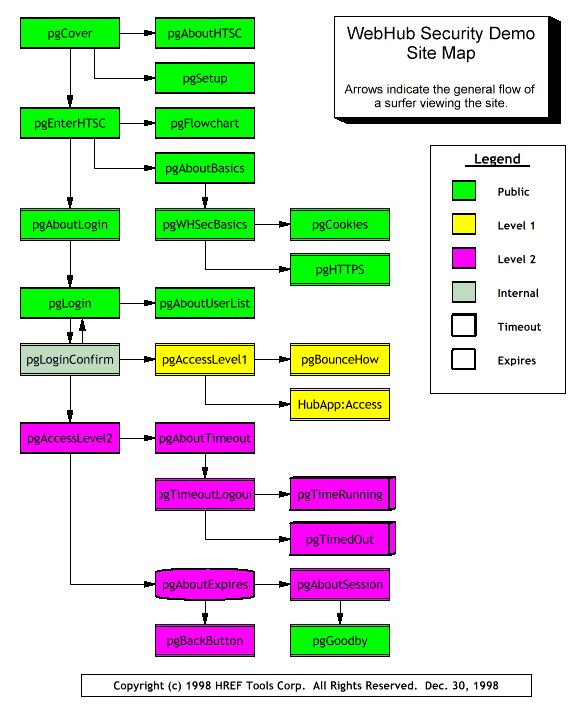 WebHub Security Demo
Site Map
Arrows indicate the general flow of
a surfer viewing the site.
pgCover
pgAboutHTSC
pgSetup
pgEnterHTSC
pgFlowchart
pgAboutBasics
pgAboutLogin
pgWHSecBasics
pgCookies
pgHTTPS
pgLogin
pgAboutUserList
pgLoginConfirm
pgAccessLevel1
pgBounceHow
HubApp:Access
pgAccessLevel2
pgAboutTimeout
pgTimeoutLogout
pgTimeRunning
pgTimedOut
pgAboutExpires
pgAboutSession
pgBackButton
pgGoodby
Legend
Public
Level 1
Level 2
Internal
Timeout
Expires
Copyright (c) 1998 HREF Tools Corp. All Rights Reserved. Dec. 30, 1998